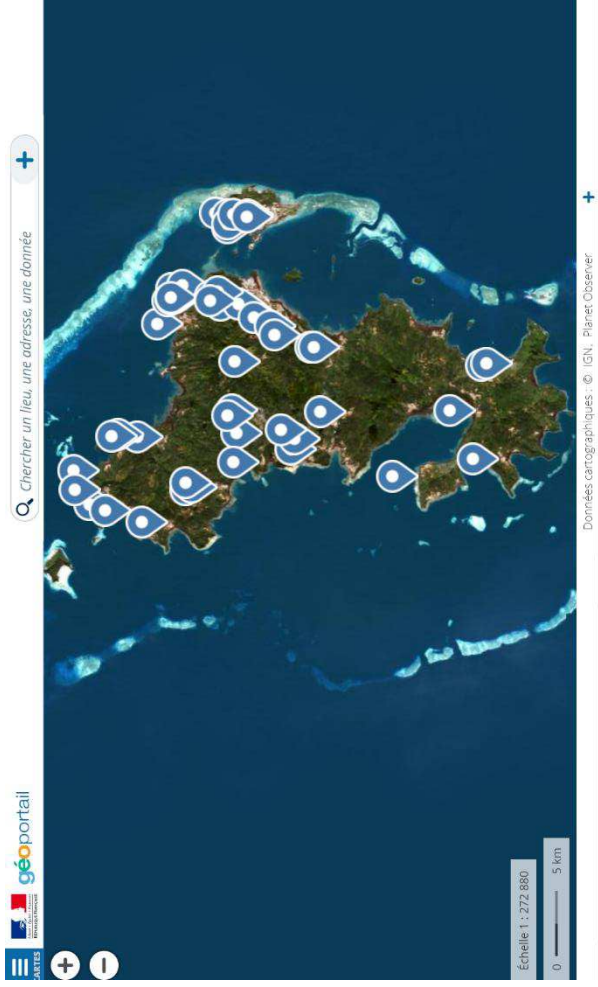 CARTES
géoportail
Chercher un lieu, une adresse, une donnée
Échelle 1 : 272 880
0 5 km
Données cartographiques : © IGN, Planet Observer